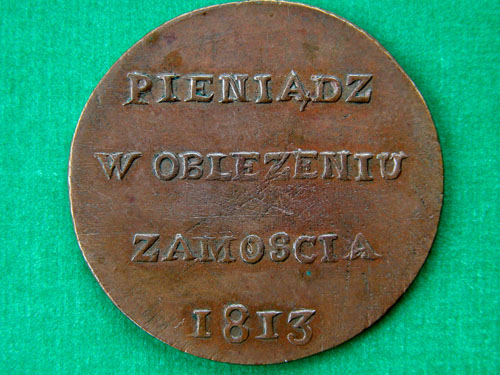 PIENIĄDZ
W OBLEZENIU
ZAMOSCIA
1813